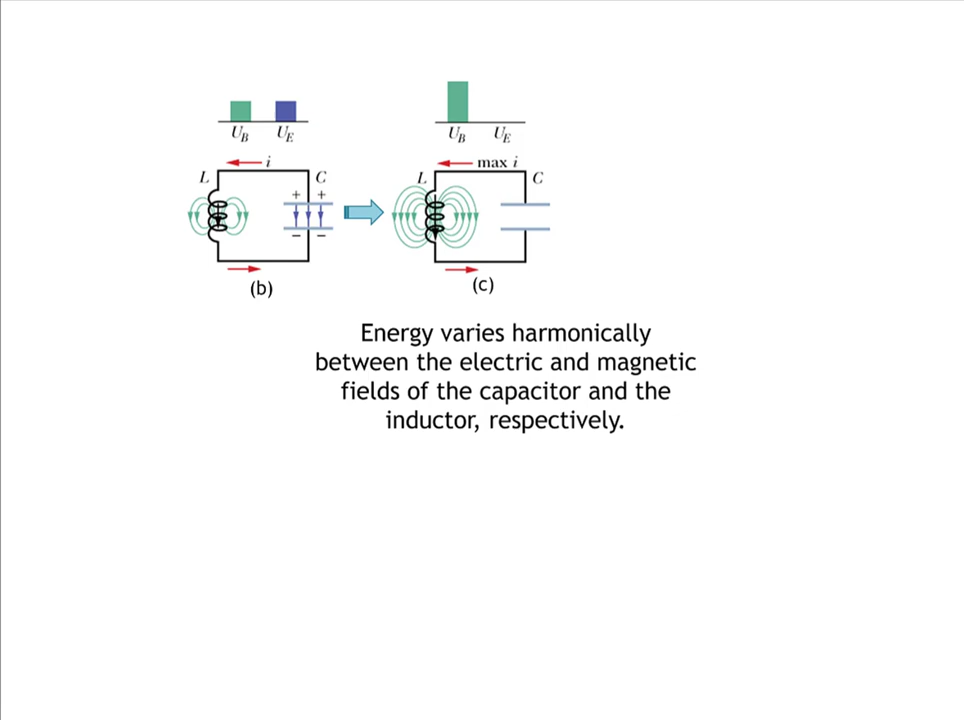 U_B U_E
U_B U_E
i
max i
L C
L C
+ +
− −
(b)
(c)
Energy varies harmonically
between the electric and magnetic
fields of the capacitor and the
inductor, respectively.